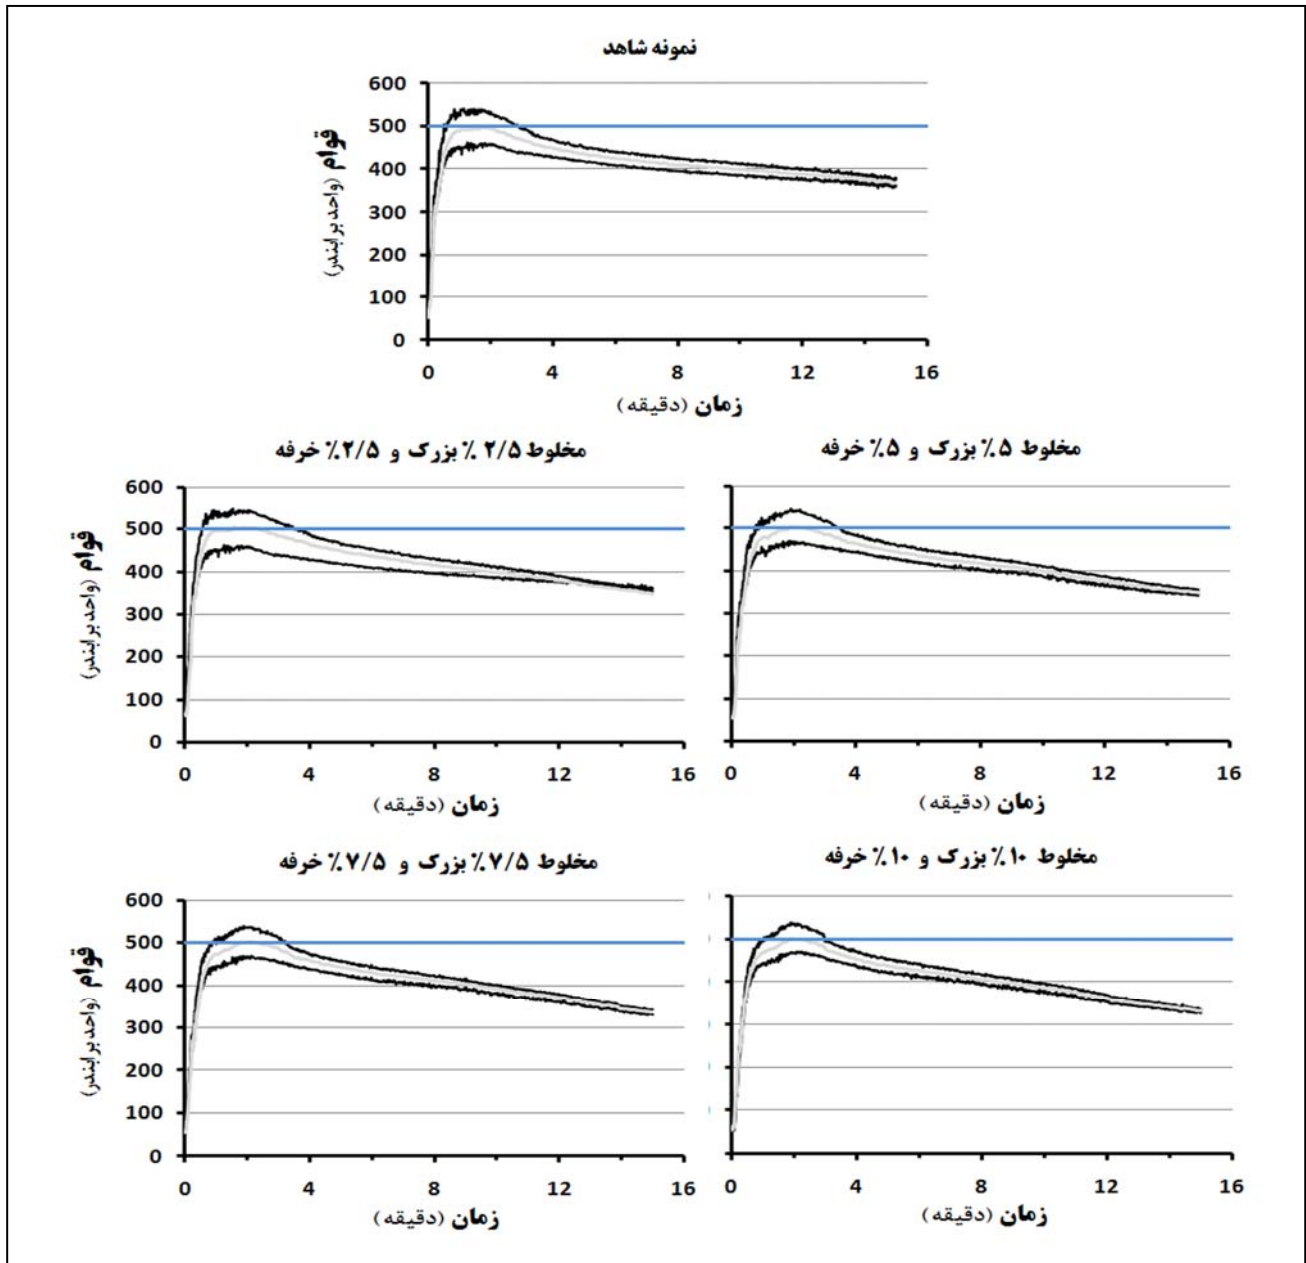 نمونه شاهد
600
500
400
300
200
100
0
قوام (واحد برابندر)
0 4 8 12 16
زمان (دقیقه)
مخلوط ۲/۵ ٪ بزرک و ۲/۵٪ خرفه
600
500
400
300
200
100
0
قوام (واحد برابندر)
0 4 8 12 16
زمان (دقیقه)
مخلوط ۵٪ بزرک و ۵٪ خرفه
0 4 8 12 16
زمان (دقیقه)
مخلوط ۷/۵٪ بزرک و ۷/۵٪ خرفه
600
500
400
300
200
100
0
قوام (واحد برابندر)
0 4 8 12 16
زمان (دقیقه)
مخلوط ۱۰٪ بزرک و ۱۰٪ خرفه
0 4 8 12 16
زمان (دقیقه)